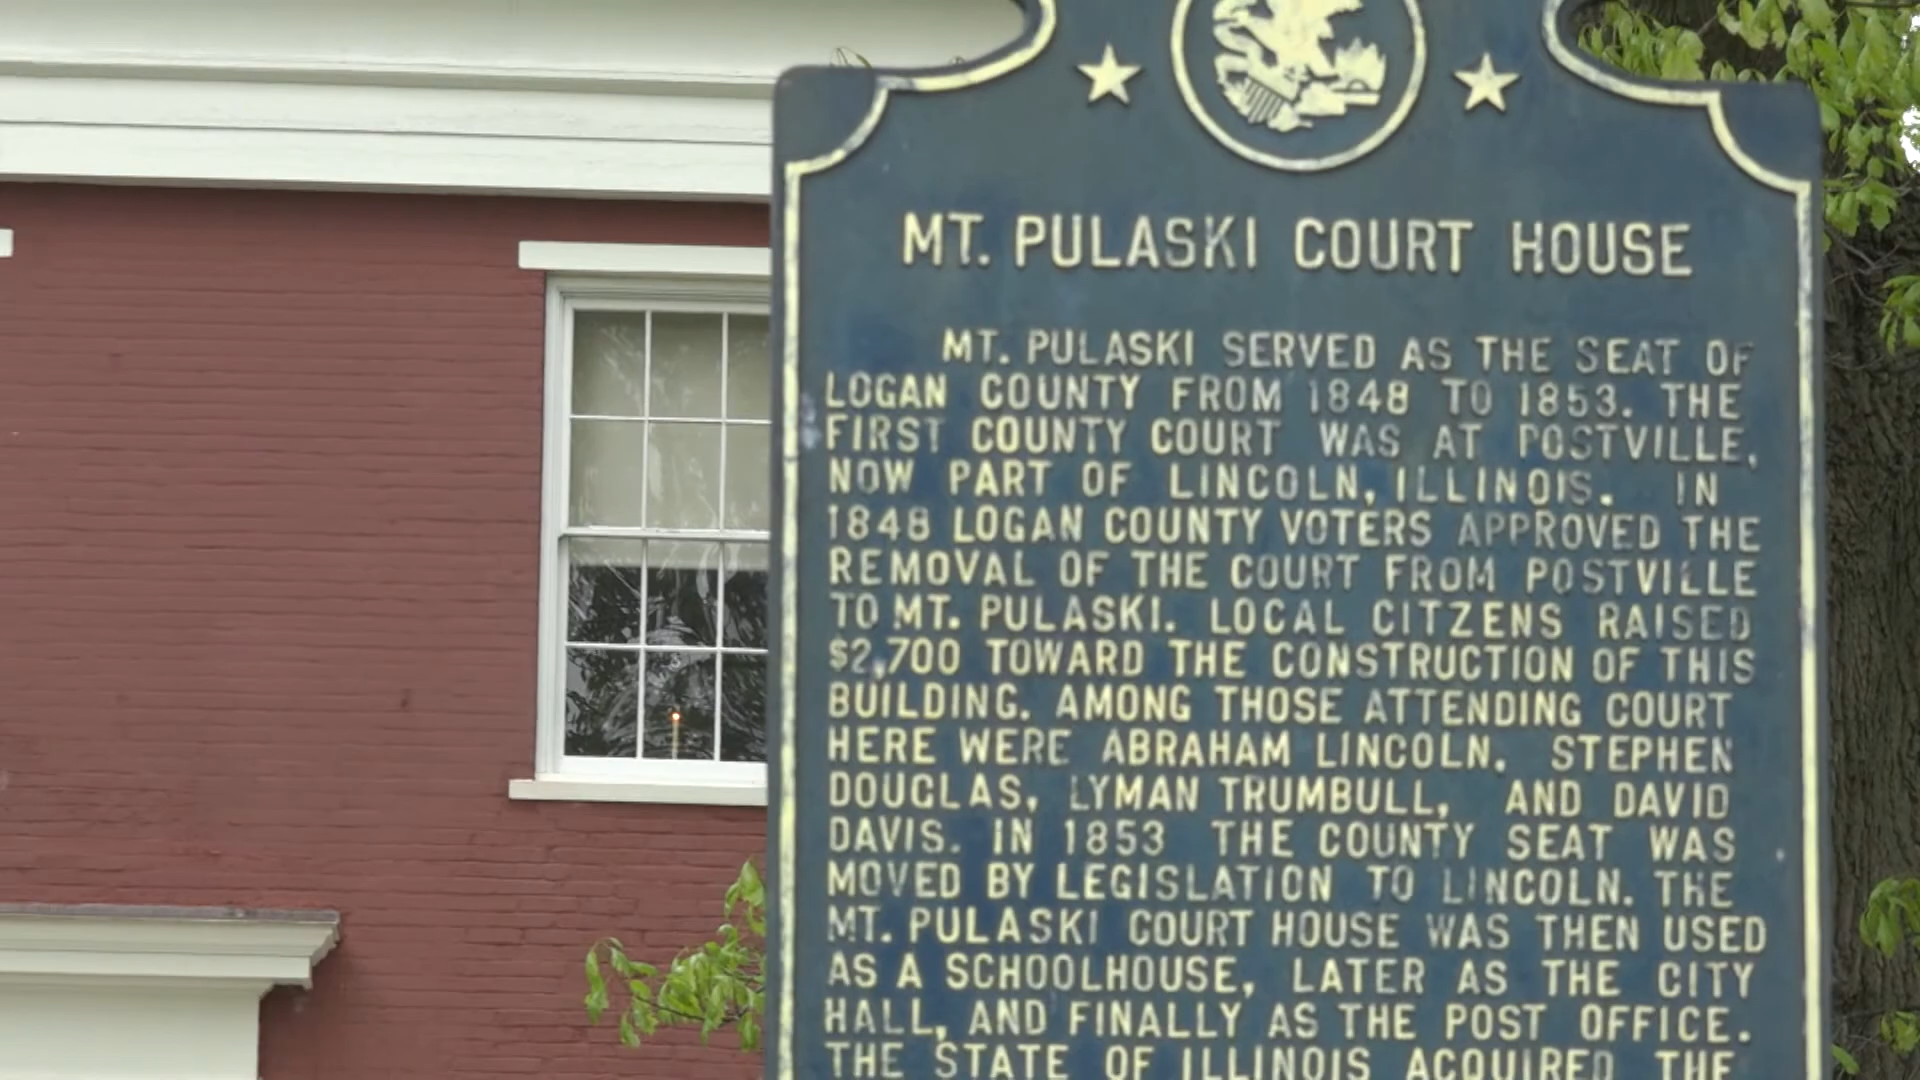 MT. PULASKI COURT HOUSE
MT. PULASKI SERVED AS THE SEAT OF
LOGAN COUNTY FROM 1848 TO 1853. THE
FIRST COUNTY COURT WAS AT POSTVILLE,
NOW PART OF LINCOLN, ILLINOIS. IN
1848 LOGAN COUNTY VOTERS APPROVED THE
REMOVAL OF THE COURT FROM POSTVILLE
TO MT. PULASKI. LOCAL CITZENS RAISED
$2,700 TOWARD THE CONSTRUCTION OF THIS
BUILDING. AMONG THOSE ATTENDING COURT
HERE WERE ABRAHAM LINCOLN, STEPHEN
DOUGLAS, LYMAN TRUMBULL, AND DAVID
DAVIS. IN 1853 THE COUNTY SEAT WAS
MOVED BY LEGISLATION TO LINCOLN. THE
MT. PULASKI COURT HOUSE WAS THEN USED
AS A SCHOOLHOUSE, LATER AS THE CITY
HALL, AND FINALLY AS THE POST OFFICE.
THE STATE OF ILLINOIS ACQUIRED THE